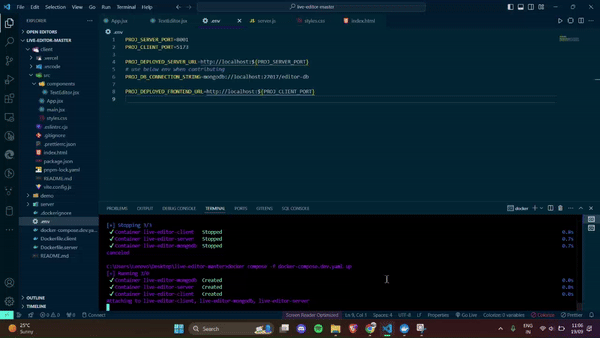 File Edit Selection View Go Run Terminal Help
live-editor-master
EXPLORER
App.jsx
TextEditor.jsx
.env
server.js
styles.css
index.html
OPEN EDITORS
LIVE-EDITOR-MASTER
client
.vercel
.vscode
src
components
TextEditor.jsx
App.jsx
main.jsx
styles.css
.eslintrc.cjs
.gitignore
.prettierrc.json
index.html
package.json
pnpm-lock.yaml
README.md
vite.config.js
demo
server
.dockerignore
.env
docker-compose.dev.ya...
Dockerfile.client
Dockerfile.server
README.md
OUTLINE
TIMELINE
.env
1 PROJ_SERVER_PORT=8001
2 PROJ_CLIENT_PORT=5173
3
4 PROJ_DEPLOYED_SERVER_URL=http://localhost:${PROJ_SERVER_PORT}
5 # use below env when contributing
6 PROJ_DB_CONNECTION_STRING=mongodb://localhost:27017/editor-db
7
8 PROJ_DEPLOYED_FRONTEND_URL=http://localhost:${PROJ_CLIENT_PORT}
9
PROBLEMS OUTPUT DEBUG CONSOLE TERMINAL PORTS GITLENS SQL CONSOLE
docker
[+] Stopping 3/3
✔Container live-editor-client Stopped 0.0s
✔Container live-editor-server Stopped 0.7s
✔Container live-editor-mongodb Stopped 0.7s
canceled
live-editor-master>docker compose -f docker-compose.dev.yaml up
[+] Running 3/0
✔Container live-editor-mongodb Created 0.0s
✔Container live-editor-server Created 0.0s
✔Container live-editor-client Created 0.0s
Attaching to live-editor-client, live-editor-mongodb, live-editor-server
Connect
Screen Reader Optimized
Ln 9, Col 1
Spaces: 4
UTF-8
LF
Properties
Go Live
Colorize: 0 variables
Colorize
Prettier
25°C
Sunny
Search
ENG
IN
11:06
19/09